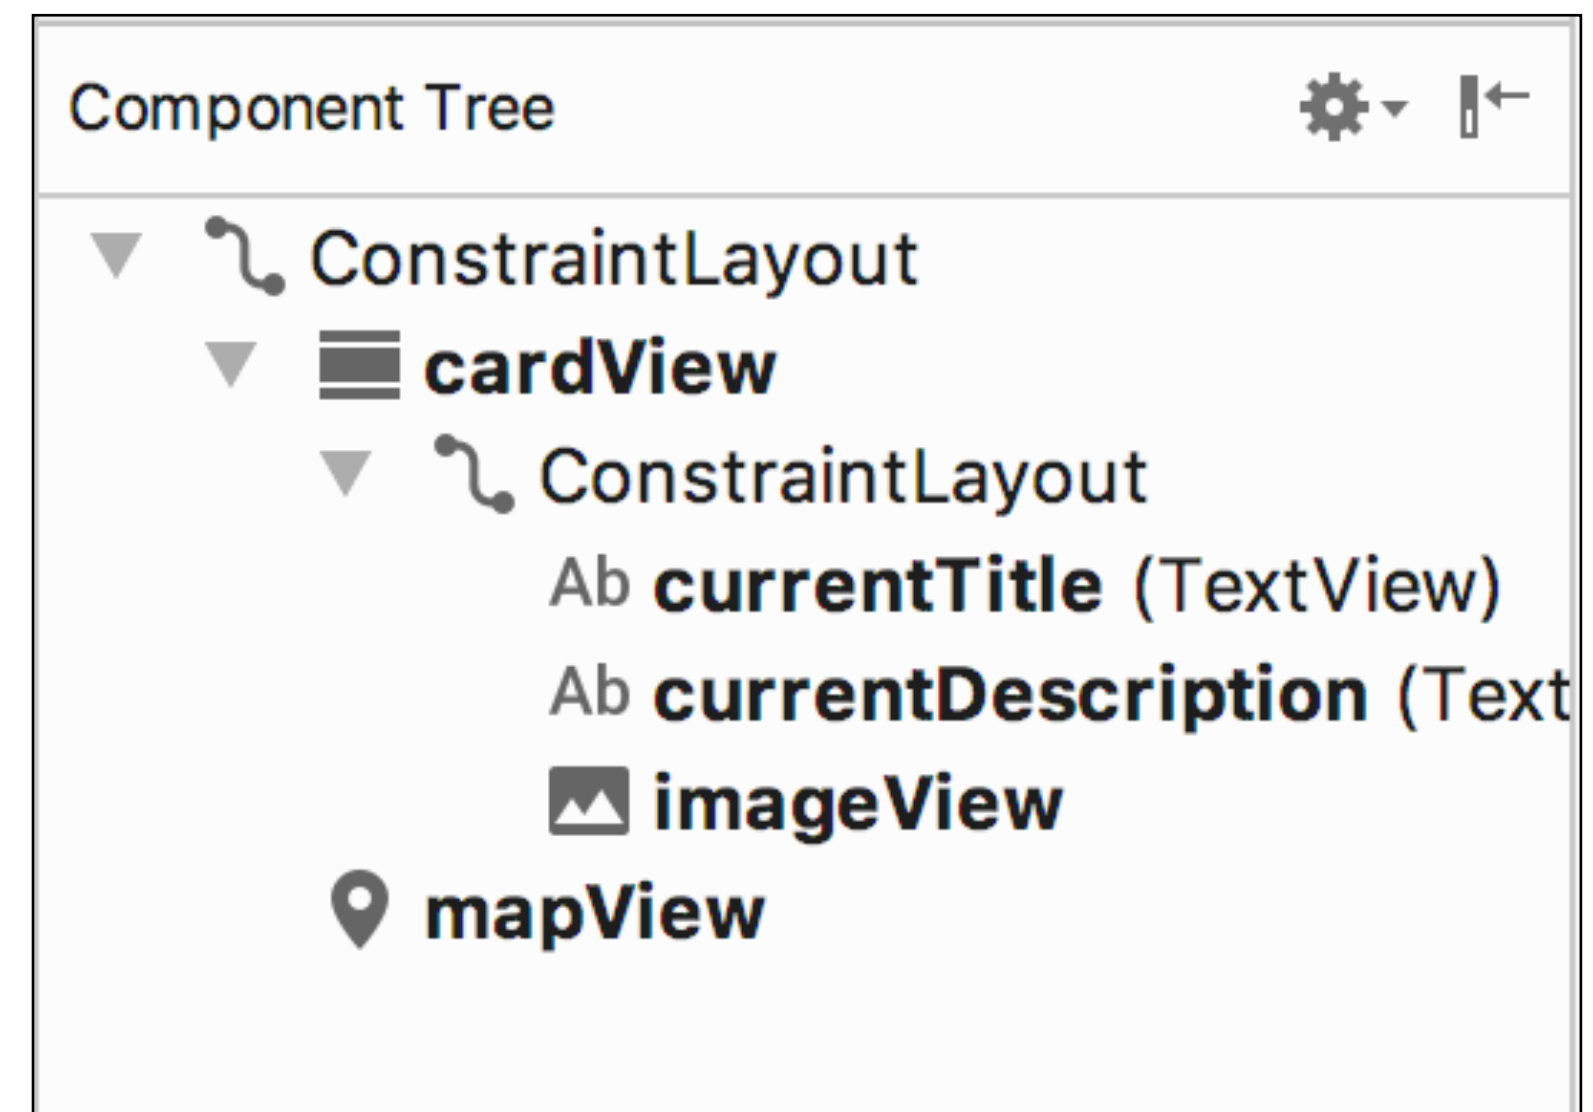 Component Tree
ConstraintLayout
cardView
ConstraintLayout
Ab currentTitle (TextView)
Ab currentDescription (Text
imageView
mapView